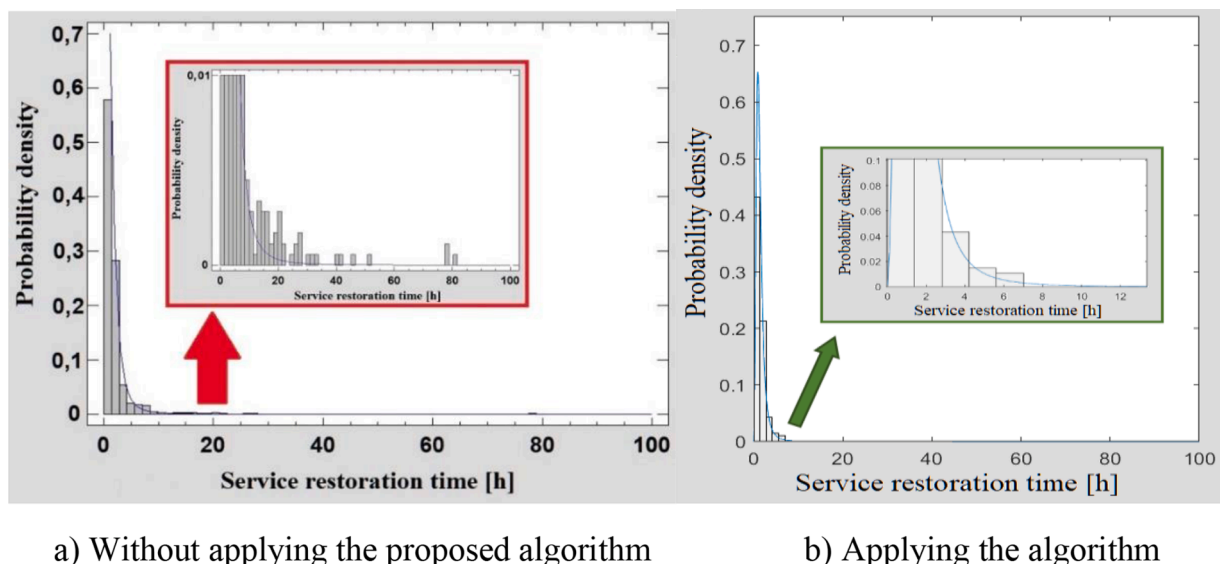 0,7
0,6
0,5
0,4
0,3
0,2
0,1
0
Probability density
0 20 40 60 80 100
Service restoration time [h]
0,01
0
Probability density
0 20 40 60 80 100
Service restoration time [h]
a) Without applying the proposed algorithm
0.7
0.6
0.5
0.4
0.3
0.2
0.1
0
Probability density
0 20 40 60 80 100
Service restoration time [h]
0.1
0.08
0.06
0.04
0.02
0
Probability density
0 2 4 6 8 10 12
Service restoration time [h]
b) Applying the algorithm